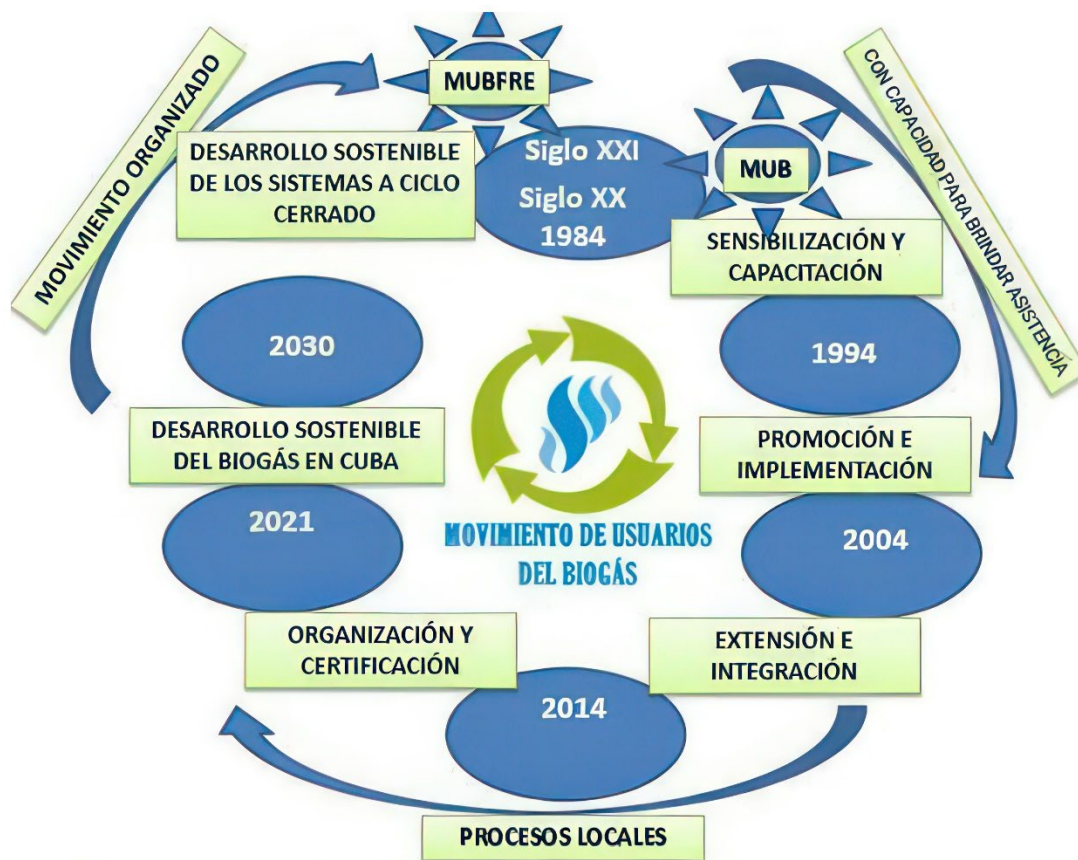 MUBFRE
MOVIMIENTO ORGANIZADO
CON CAPACIDAD PARA BRINDAR ASISTENCÍA
DESARROLLO SOSTENIBLE
DE LOS SISTEMAS A CICLO
CERRADO
Siglo XXI
Siglo XX
1984
MUB
SENSIBILIZACIÓN Y
CAPACITACIÓN
1994
PROMOCIÓN E
IMPLEMENTACIÓN
2004
EXTENSIÓN E
INTEGRACIÓN
2014
ORGANIZACIÓN Y
CERTIFICACIÓN
2021
DESARROLLO SOSTENIBLE
DEL BIOGÁS EN CUBA
2030
MOVIMIENTO DE USUARIOS
DEL BIOGÁS
PROCESOS LOCALES